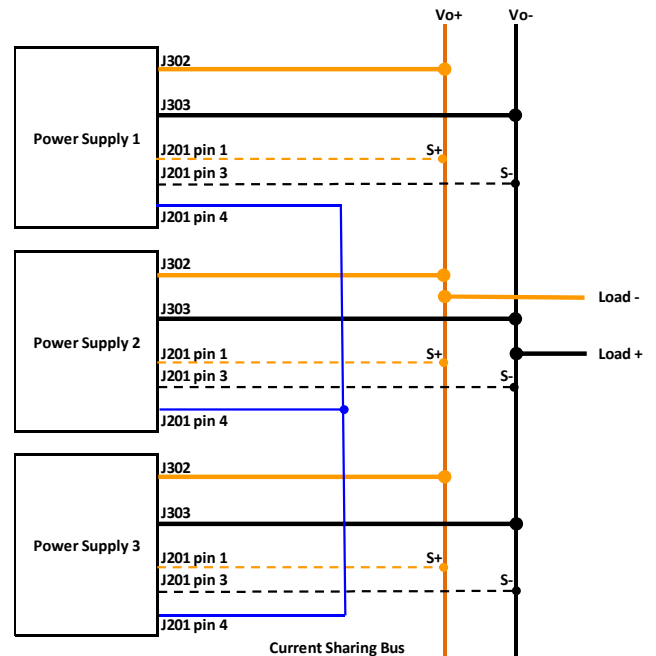 Vo+ Vo-
J302
J303
Power Supply 1
J201 pin 1 S+
J201 pin 3 S-
J201 pin 4
J302
Load -
J303
Power Supply 2
Load +
J201 pin 1 S+
J201 pin 3 S-
J201 pin 4
J302
J303
Power Supply 3
J201 pin 1 S+
J201 pin 3 S-
J201 pin 4
Current Sharing Bus